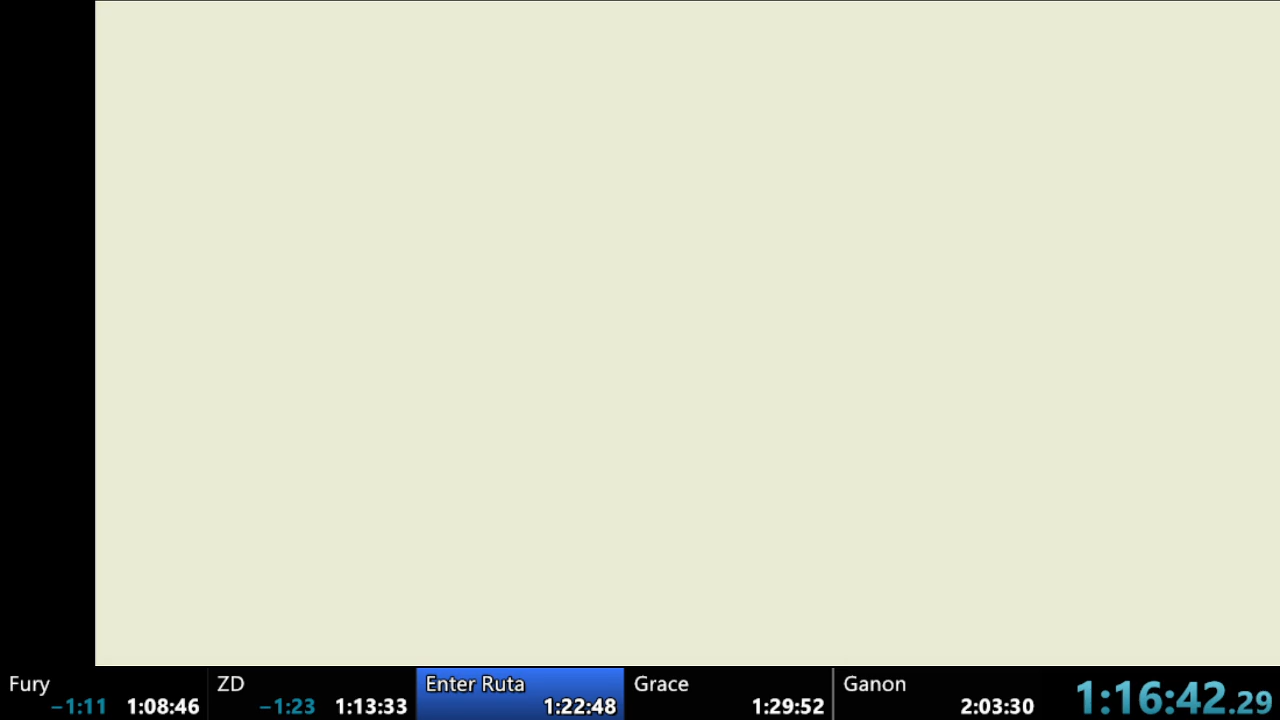 Fury
−1:11 1:08:46
ZD
−1:23 1:13:33
Enter Ruta
1:22:48
Grace
1:29:52
Ganon
2:03:30
1:16:42.29